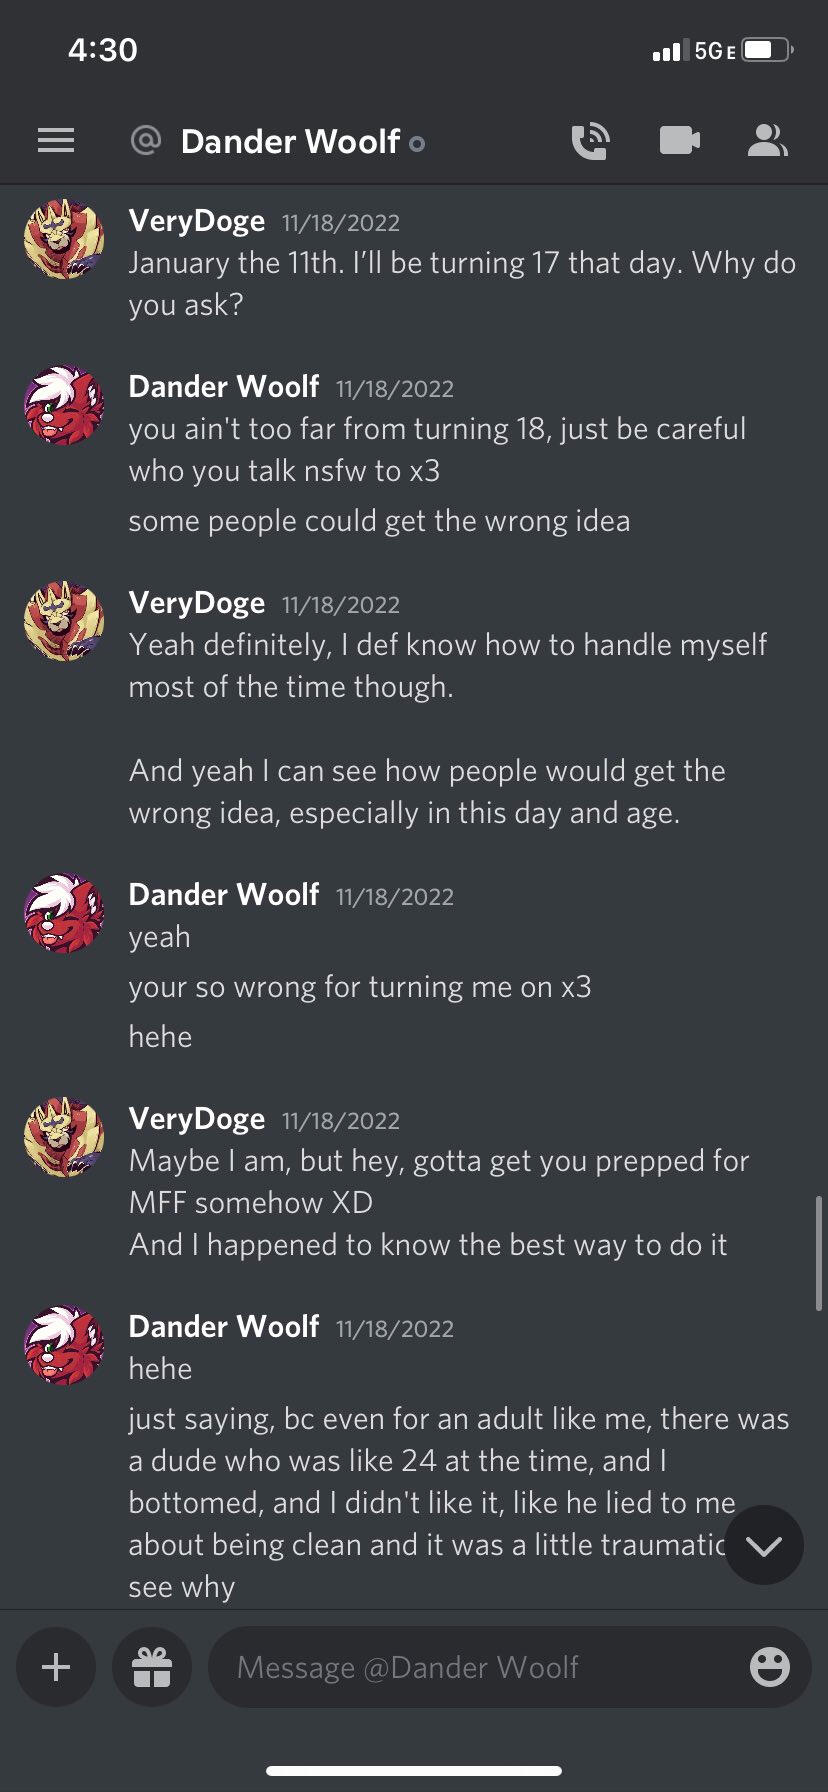 4:30
5GE
@ Dander Woolf
VeryDoge 11/18/2022
January the 11th. I'll be turning 17 that day. Why do
you ask?
Dander Woolf 11/18/2022
you ain't too far from turning 18, just be careful
who you talk nsfw to x3
some people could get the wrong idea
VeryDoge 11/18/2022
Yeah definitely, I def know how to handle myself
most of the time though.
And yeah I can see how people would get the
wrong idea, especially in this day and age.
Dander Woolf 11/18/2022
yeah
your so wrong for turning me on x3
hehe
VeryDoge 11/18/2022
Maybe I am, but hey, gotta get you prepped for
MFF somehow XD
And I happened to know the best way to do it
Dander Woolf 11/18/2022
hehe
just saying, bc even for an adult like me, there was
a dude who was like 24 at the time, and I
bottomed, and I didn't like it, like he lied to me
about being clean and it was a little traumatic
see why
Message @Dander Woolf